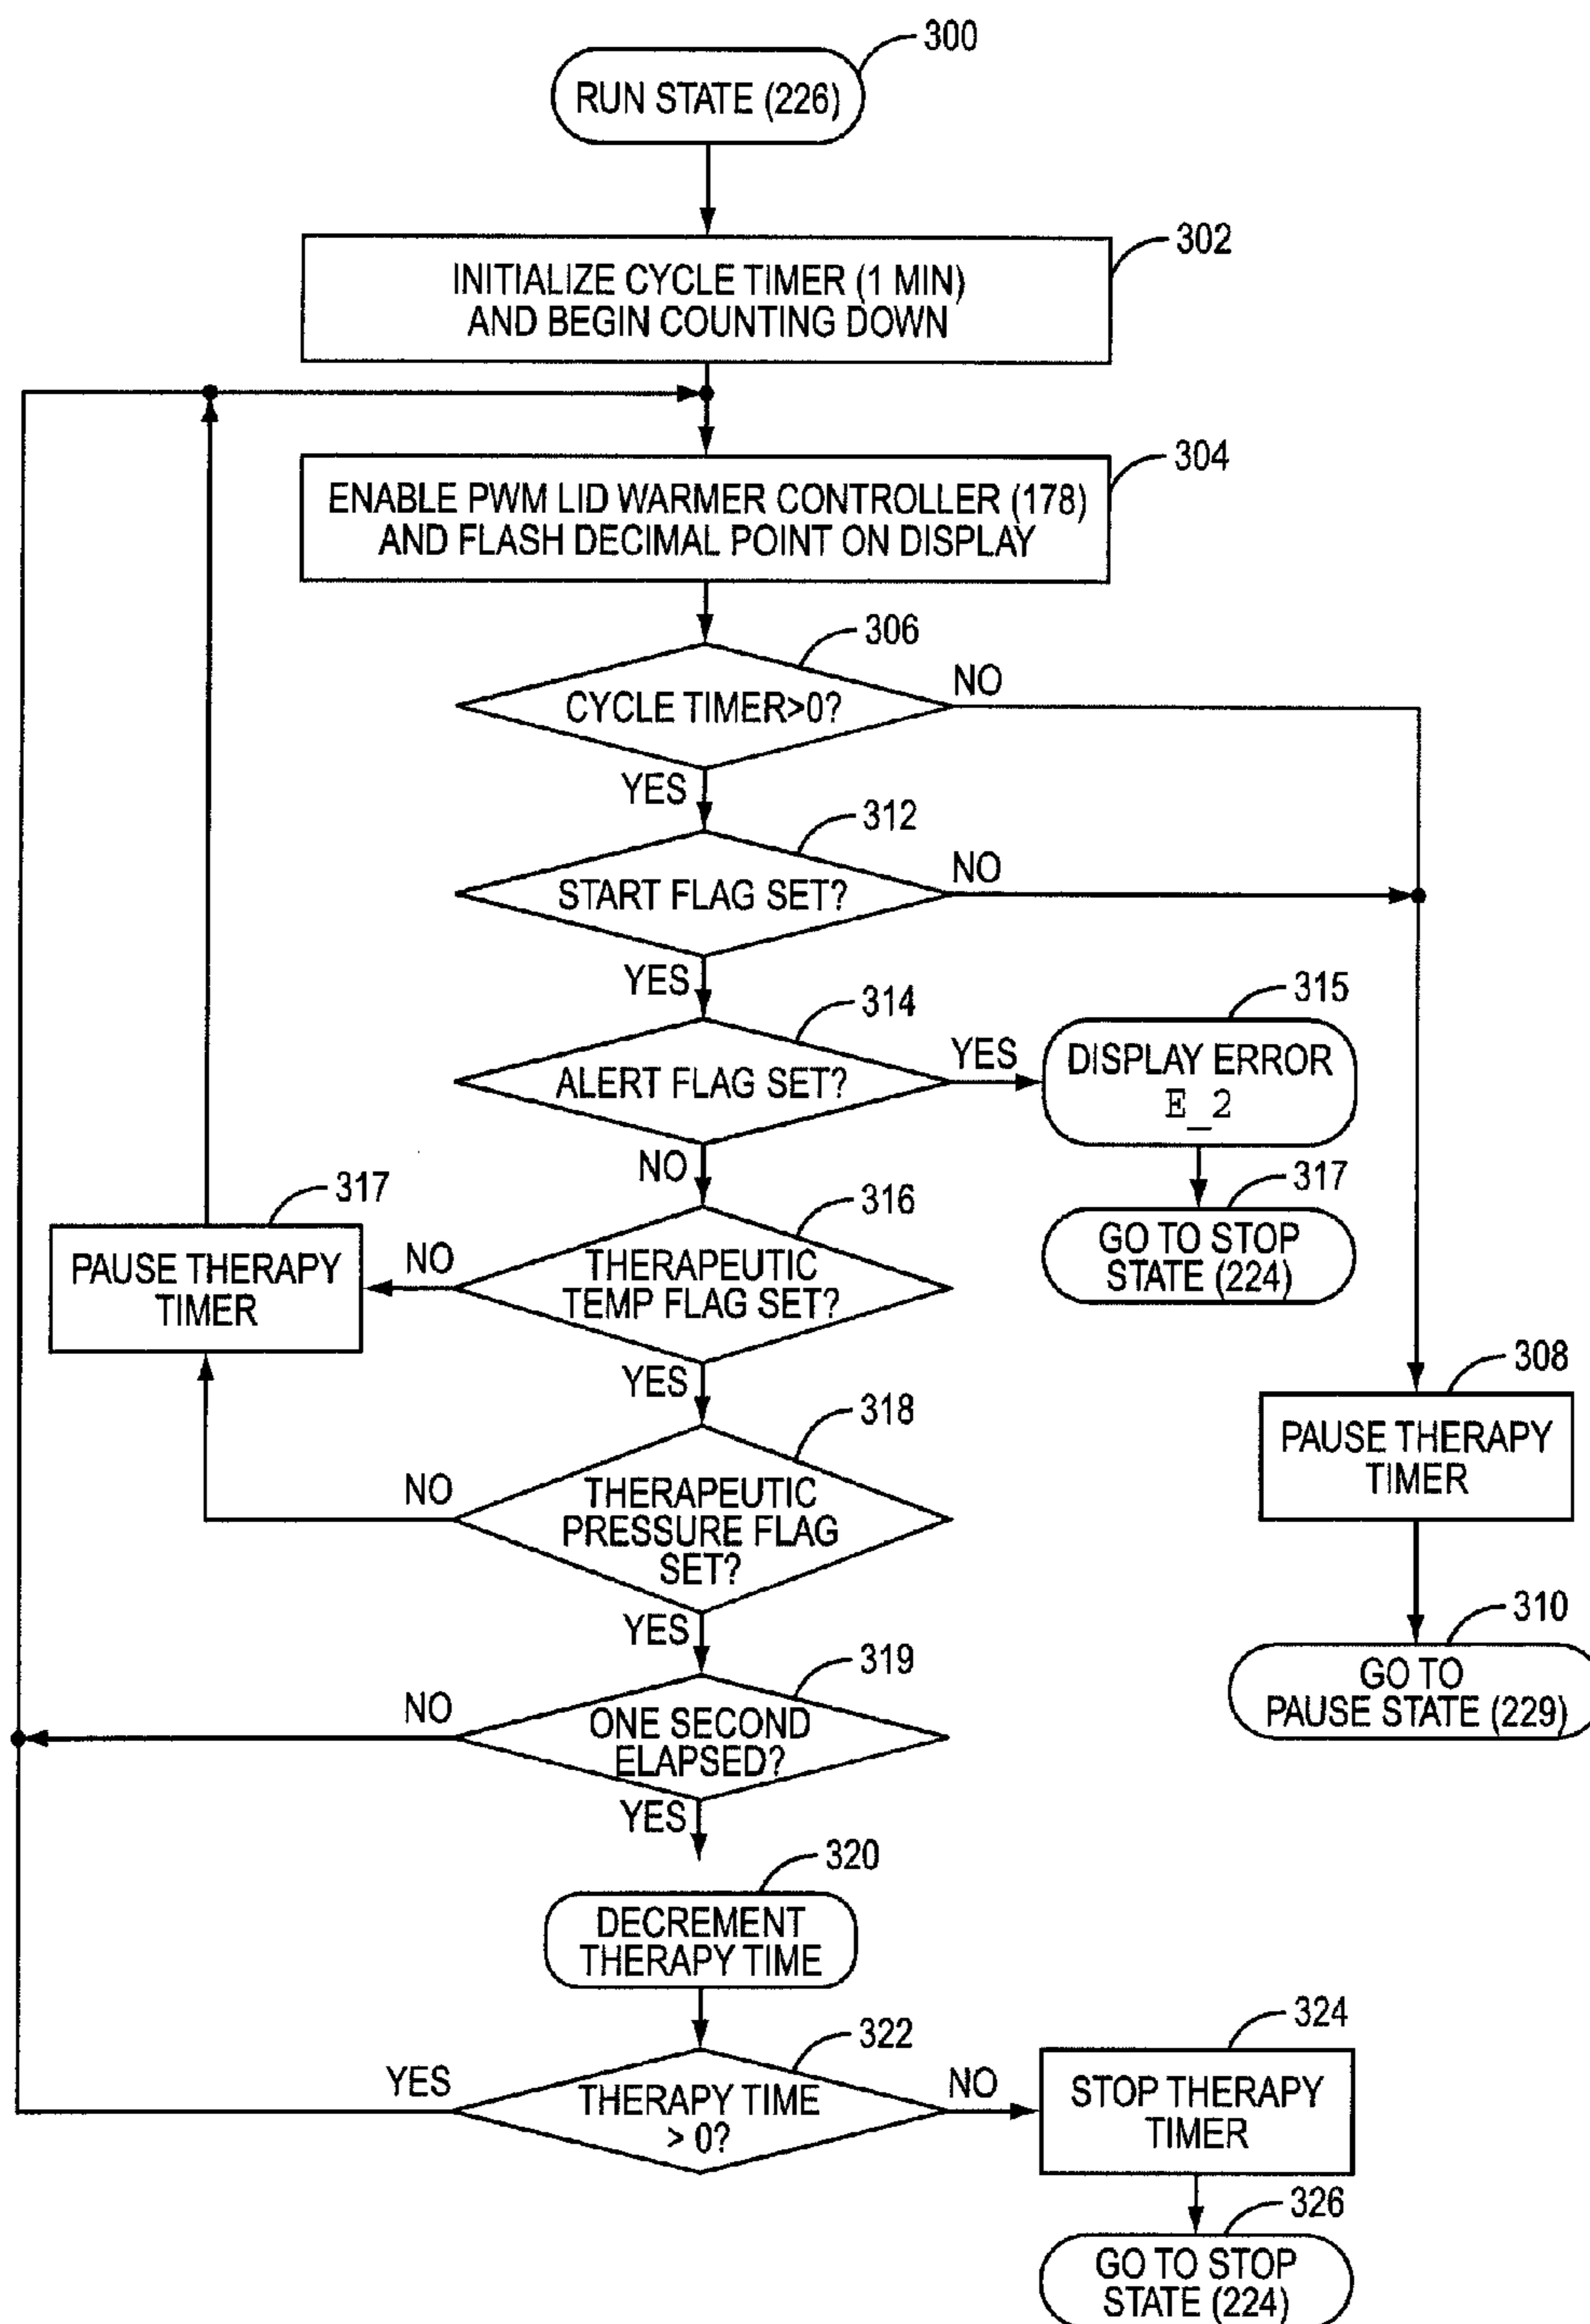 300
RUN STATE (226)
302
INITIALIZE CYCLE TIMER (1 MIN)
AND BEGIN COUNTING DOWN
304
ENABLE PWM LID WARMER CONTROLLER (178)
AND FLASH DECIMAL POINT ON DISPLAY
306
CYCLE TIMER>0?
NO
YES
312
START FLAG SET?
NO
YES
314
ALERT FLAG SET?
YES
315
DISPLAY ERROR
E_2
NO
317
GO TO STOP
STATE (224)
316
THERAPEUTIC
TEMP FLAG SET?
NO
317
PAUSE THERAPY
TIMER
YES
308
PAUSE THERAPY
TIMER
318
THERAPEUTIC
PRESSURE FLAG
SET?
NO
YES
310
GO TO
PAUSE STATE (229)
319
ONE SECOND
ELAPSED?
NO
YES
320
DECREMENT
THERAPY TIME
322
THERAPY TIME
> 0?
YES
NO
324
STOP THERAPY
TIMER
326
GO TO STOP
STATE (224)